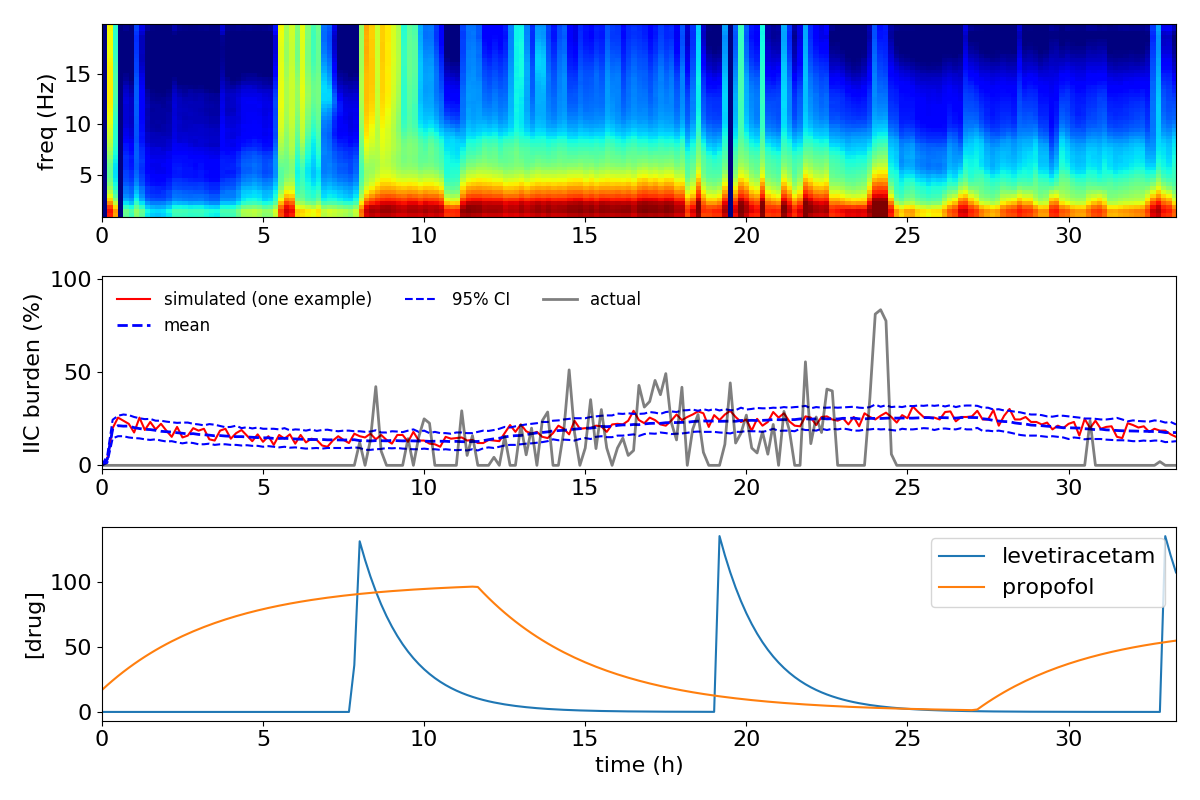 15
10
5
freq (Hz)
0 5 10 15 20 25 30
100
50
0
IIC burden (%)
simulated (one example) 95% CI actual
mean
0 5 10 15 20 25 30
100
50
0
[drug]
levetiracetam
propofol
0 5 10 15 20 25 30
time (h)